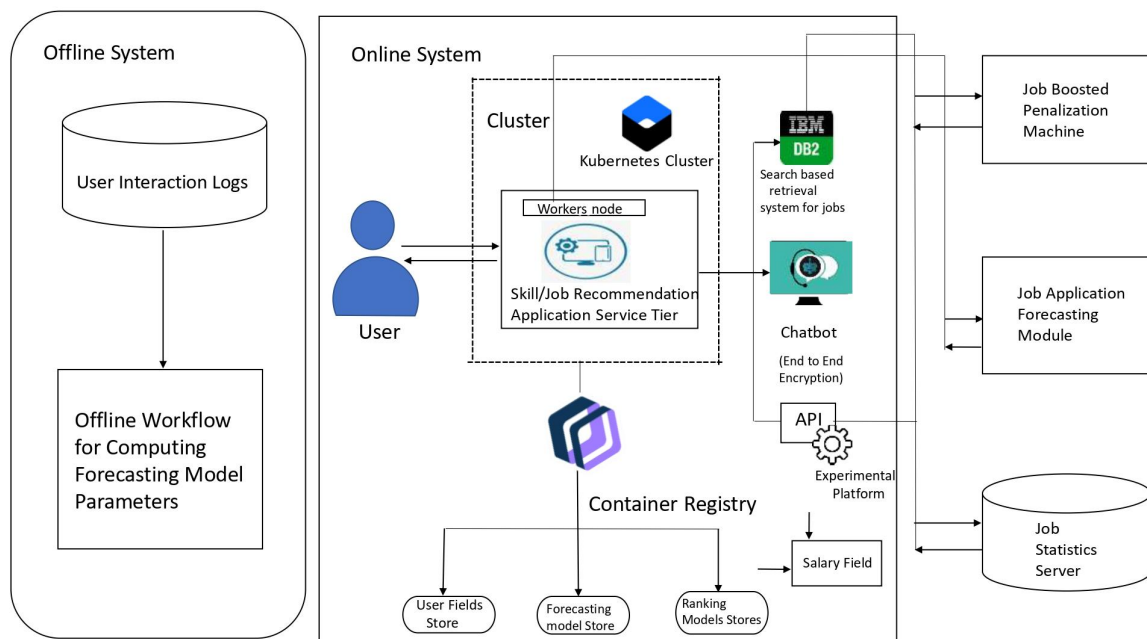 Offline System
User Interaction Logs
Offline Workflow
for Computing
Forecasting Model
Parameters
Online System
Cluster
Kubernetes Cluster
Workers node
Skill/Job Recommendation
Application Service Tier
User
IBM
DB2
Search based
retrieval
system for jobs
Chatbot
(End to End
Encryption)
API
Experimental
Platform
Container Registry
User Fields
Store
Forecasting
model Store
Ranking
Models Stores
Salary Field
Job Boosted
Penalization
Machine
Job Application
Forecasting
Module
Job
Statistics
Server